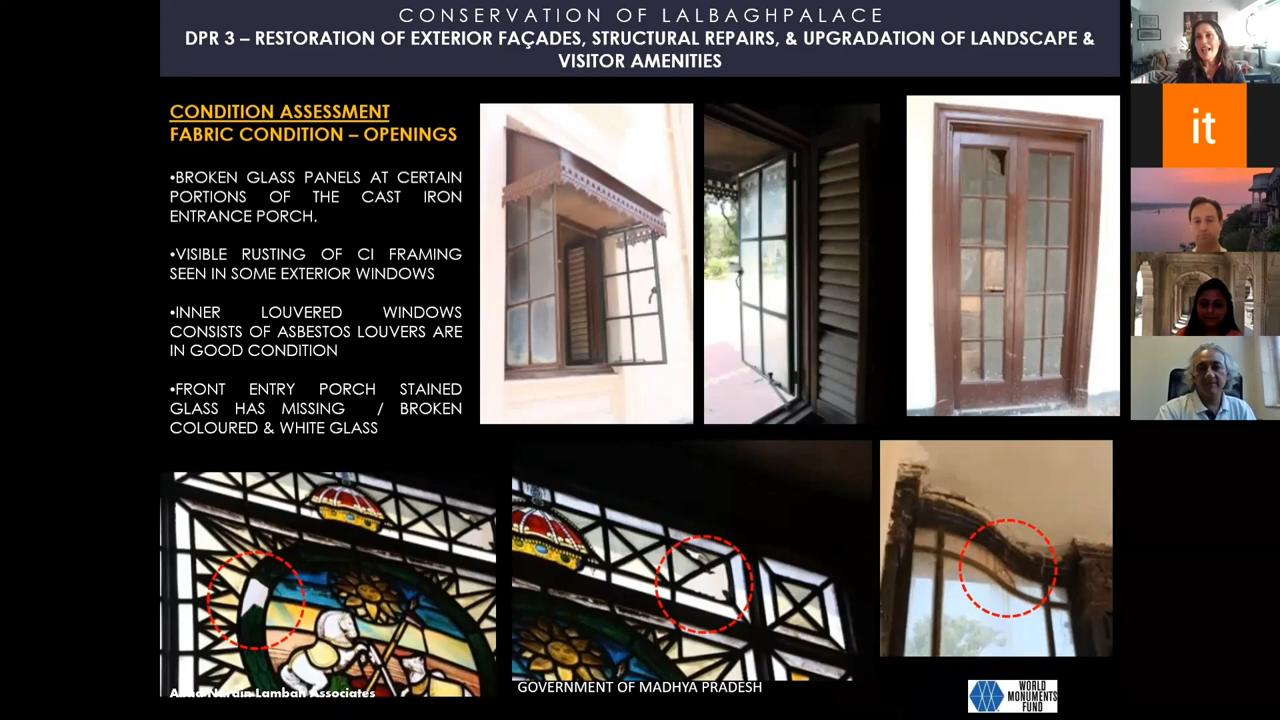 CONSERVATION OF LALBAGHPALACE
DPR 3 – RESTORATION OF EXTERIOR FAÇADES, STRUCTURAL REPAIRS, & UPGRADATION OF LANDSCAPE &
VISITOR AMENITIES
CONDITION ASSESSMENT
FABRIC CONDITION – OPENINGS
•BROKEN GLASS PANELS AT CERTAIN
PORTIONS OF THE CAST IRON
ENTRANCE PORCH.
•VISIBLE RUSTING OF CI FRAMING
SEEN IN SOME EXTERIOR WINDOWS
•INNER LOUVERED WINDOWS
CONSISTS OF ASBESTOS LOUVERS ARE
IN GOOD CONDITION
•FRONT ENTRY PORCH STAINED
GLASS HAS MISSING / BROKEN
COLOURED & WHITE GLASS
Abha Narain Lambah Associates
GOVERNMENT OF MADHYA PRADESH
WORLD
MONUMENTS
FUND
it